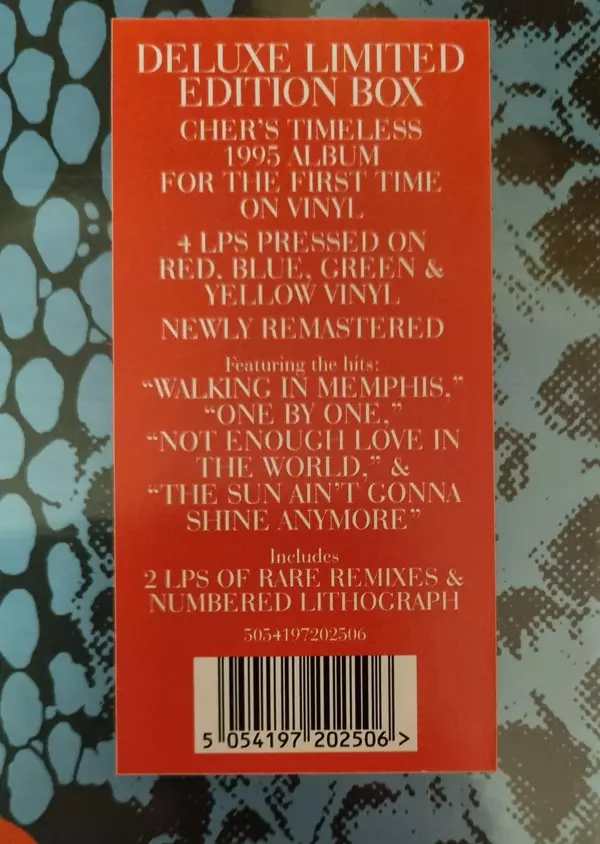 DELUXE LIMITED
EDITION BOX
CHER'S TIMELESS
1995 ALBUM
FOR THE FIRST TIME
ON VINYL
4 LPS PRESSED ON
RED, BLUE, GREEN &
YELLOW VINYL
NEWLY REMASTERED
Featuring the hits:
“WALKING IN MEMPHIS,”
“ONE BY ONE,”
“NOT ENOUGH LOVE IN
THE WORLD,” &
“THE SUN AIN'T GONNA
SHINE ANYMORE”
Includes
2 LPS OF RARE REMIXES &
NUMBERED LITHOGRAPH
5054197202506
5 054197 202506 >